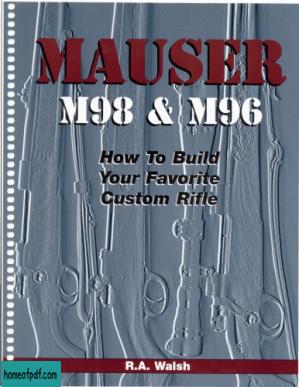 MAUSER
M98 & M96
How To Build
Your Favorite
Custom Rifle
R.A. Walsh
homeofpdf.com